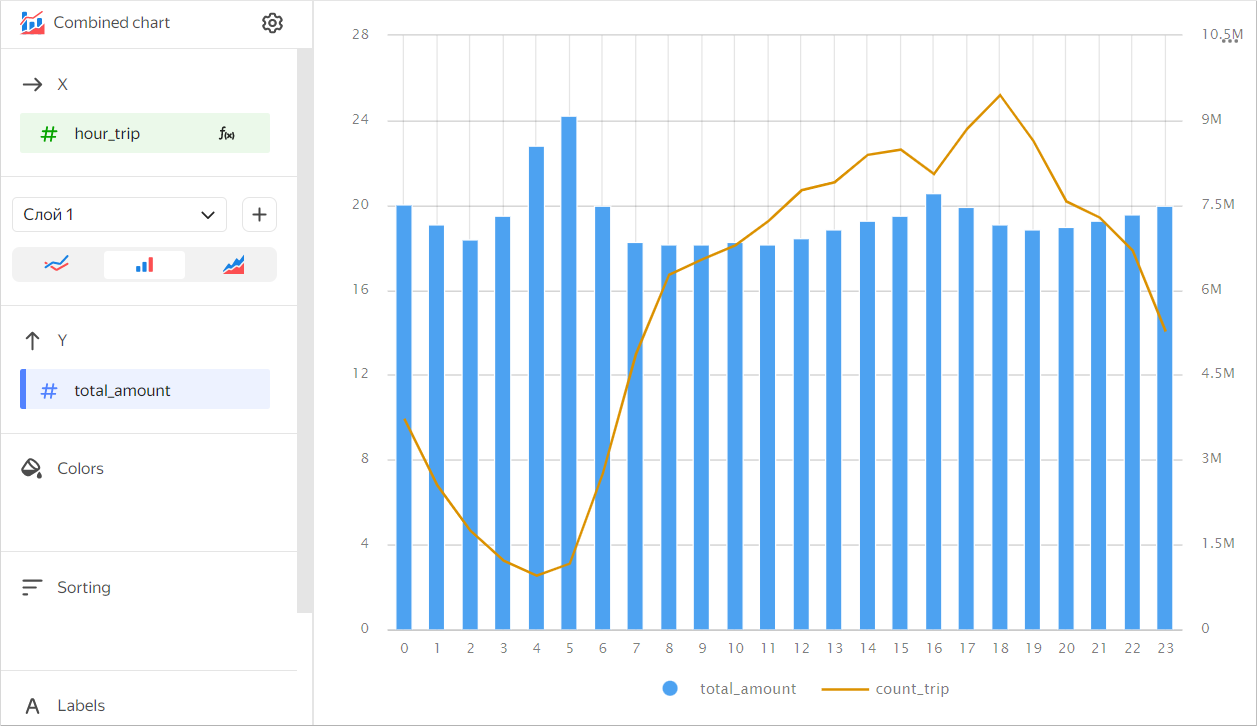 Combined chart
X
# hour_trip f(x)
Слой 1
Y
# total_amount
Colors
Sorting
Labels
28
24
20
16
12
8
4
0
10.5M
9M
7.5M
6M
4.5M
3M
1.5M
0
0 1 2 3 4 5 6 7 8 9 10 11 12 13 14 15 16 17 18 19 20 21 22 23
total_amount count_trip